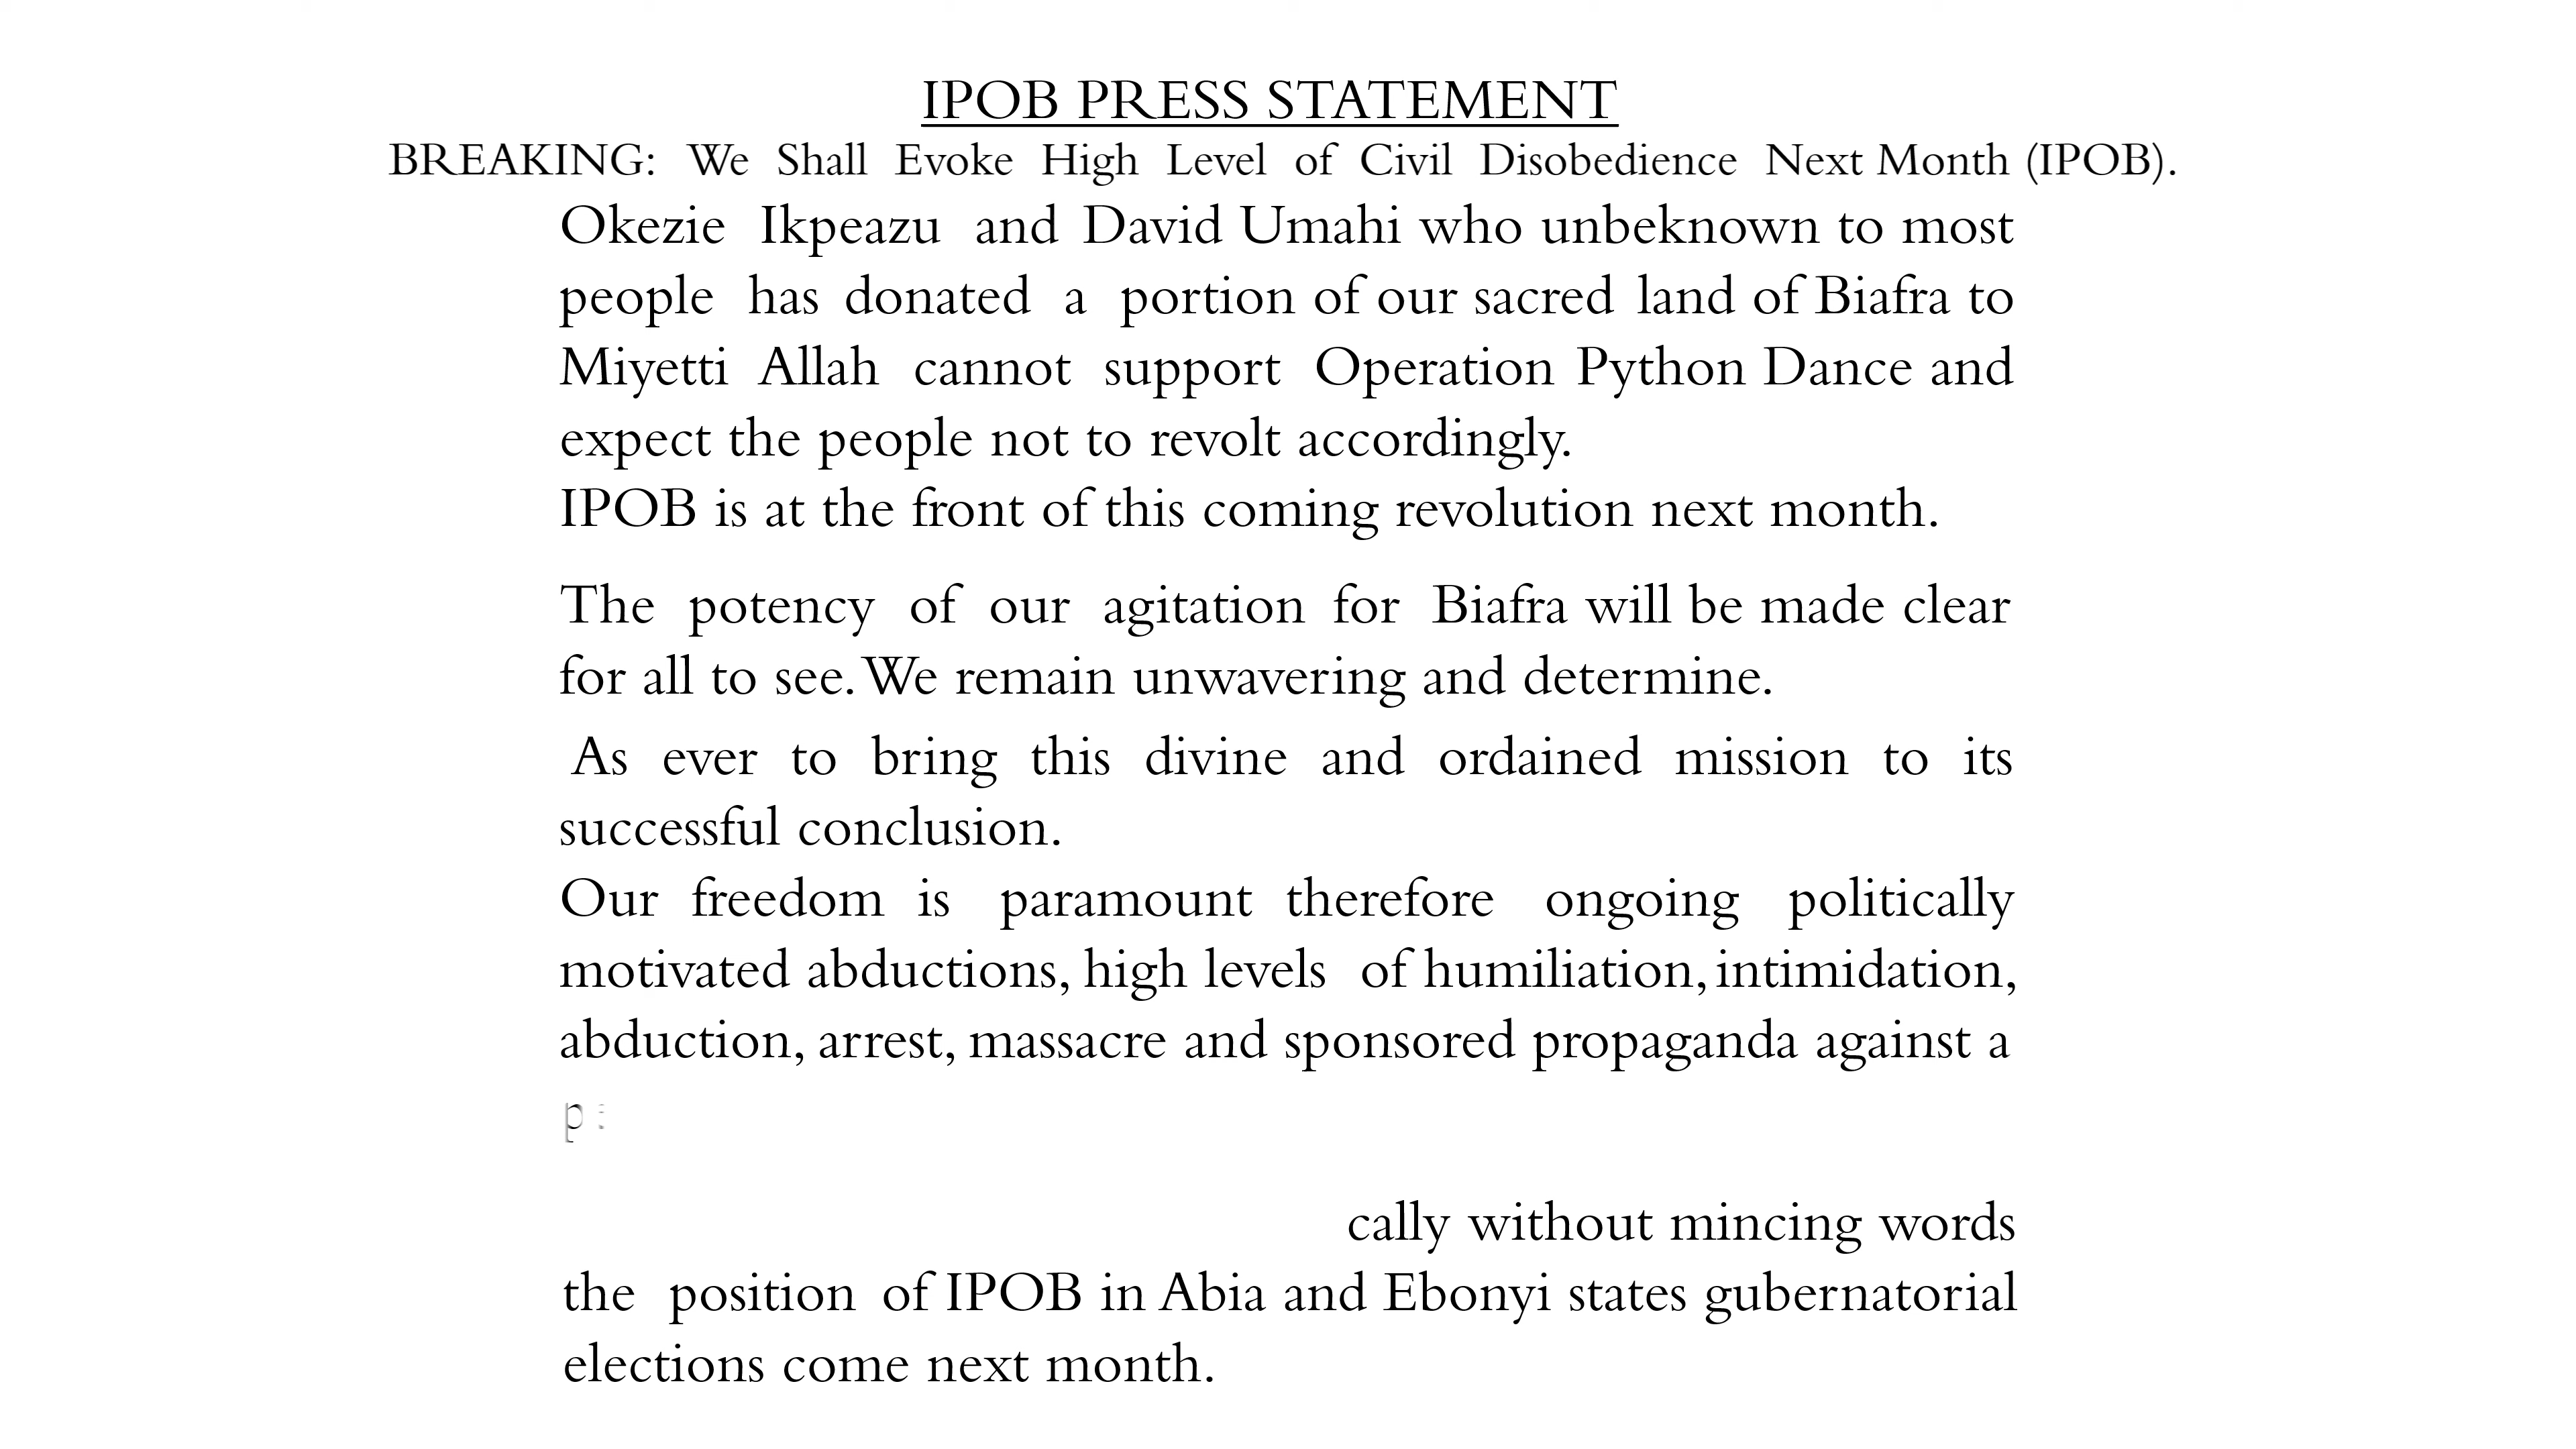 IPOB PRESS STATEMENT
BREAKING: We Shall Evoke High Level of Civil Disobedience Next Month (IPOB).
Okezie Ikpeazu and David Umahi who unbeknown to most
people has donated a portion of our sacred land of Biafra to
Miyetti Allah cannot support Operation Python Dance and
expect the people not to revolt accordingly.
IPOB is at the front of this coming revolution next month.
The potency of our agitation for Biafra will be made clear
for all to see. We remain unwavering and determine.
As ever to bring this divine and ordained mission to its
successful conclusion.
Our freedom is paramount therefore ongoing politically
motivated abductions, high levels of humiliation, intimidation,
abduction, arrest, massacre and sponsored propaganda against a
cally without mincing words
the position of IPOB in Abia and Ebonyi states gubernatorial
elections come next month.